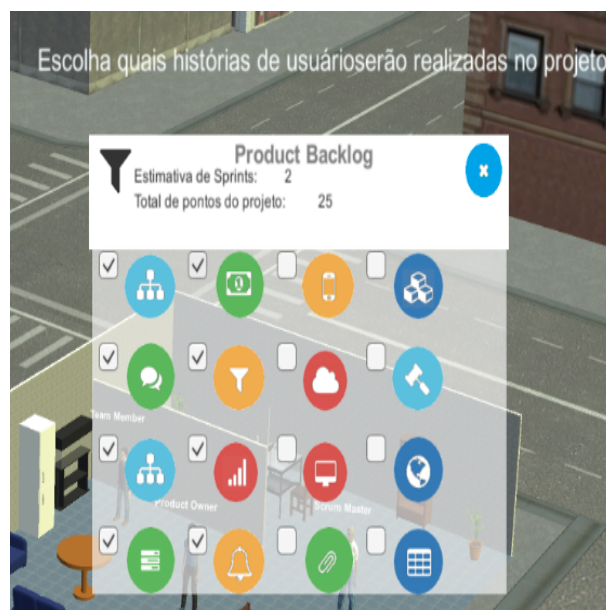 Escolha quais histórias de usuárioserão realizadas no projeto
Product Backlog
Estimativa de Sprints: 2
Total de pontos do projeto: 25
Team Member
Product Owner
Scrum Master